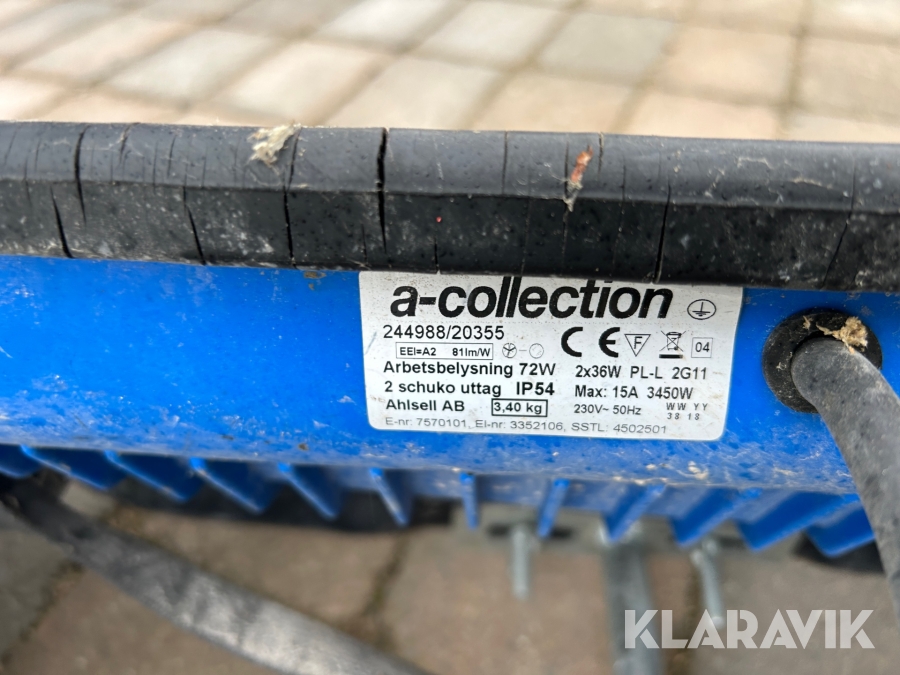 a-collection
244988/20355
EEI=A2 81lm/W
CE F 04
Arbetsbelysning 72W 2x36W PL-L 2G11
2 schuko uttag IP54 Max: 15A 3450W
Ahlsell AB 3,40 kg 230V~ 50Hz WW YY
38 18
E-nr: 7570101, El-nr: 3352106, SSTL: 4502501
KLARAVIK